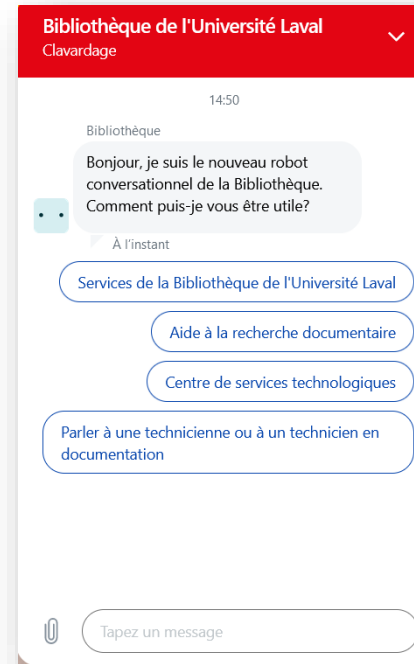 Bibliothèque de l'Université Laval
Clavardage
14:50
Bibliothèque
Bonjour, je suis le nouveau robot
conversationnel de la Bibliothèque.
Comment puis-je vous être utile?
À l'instant
Services de la Bibliothèque de l'Université Laval
Aide à la recherche documentaire
Centre de services technologiques
Parler à une technicienne ou à un technicien en
documentation
Tapez un message